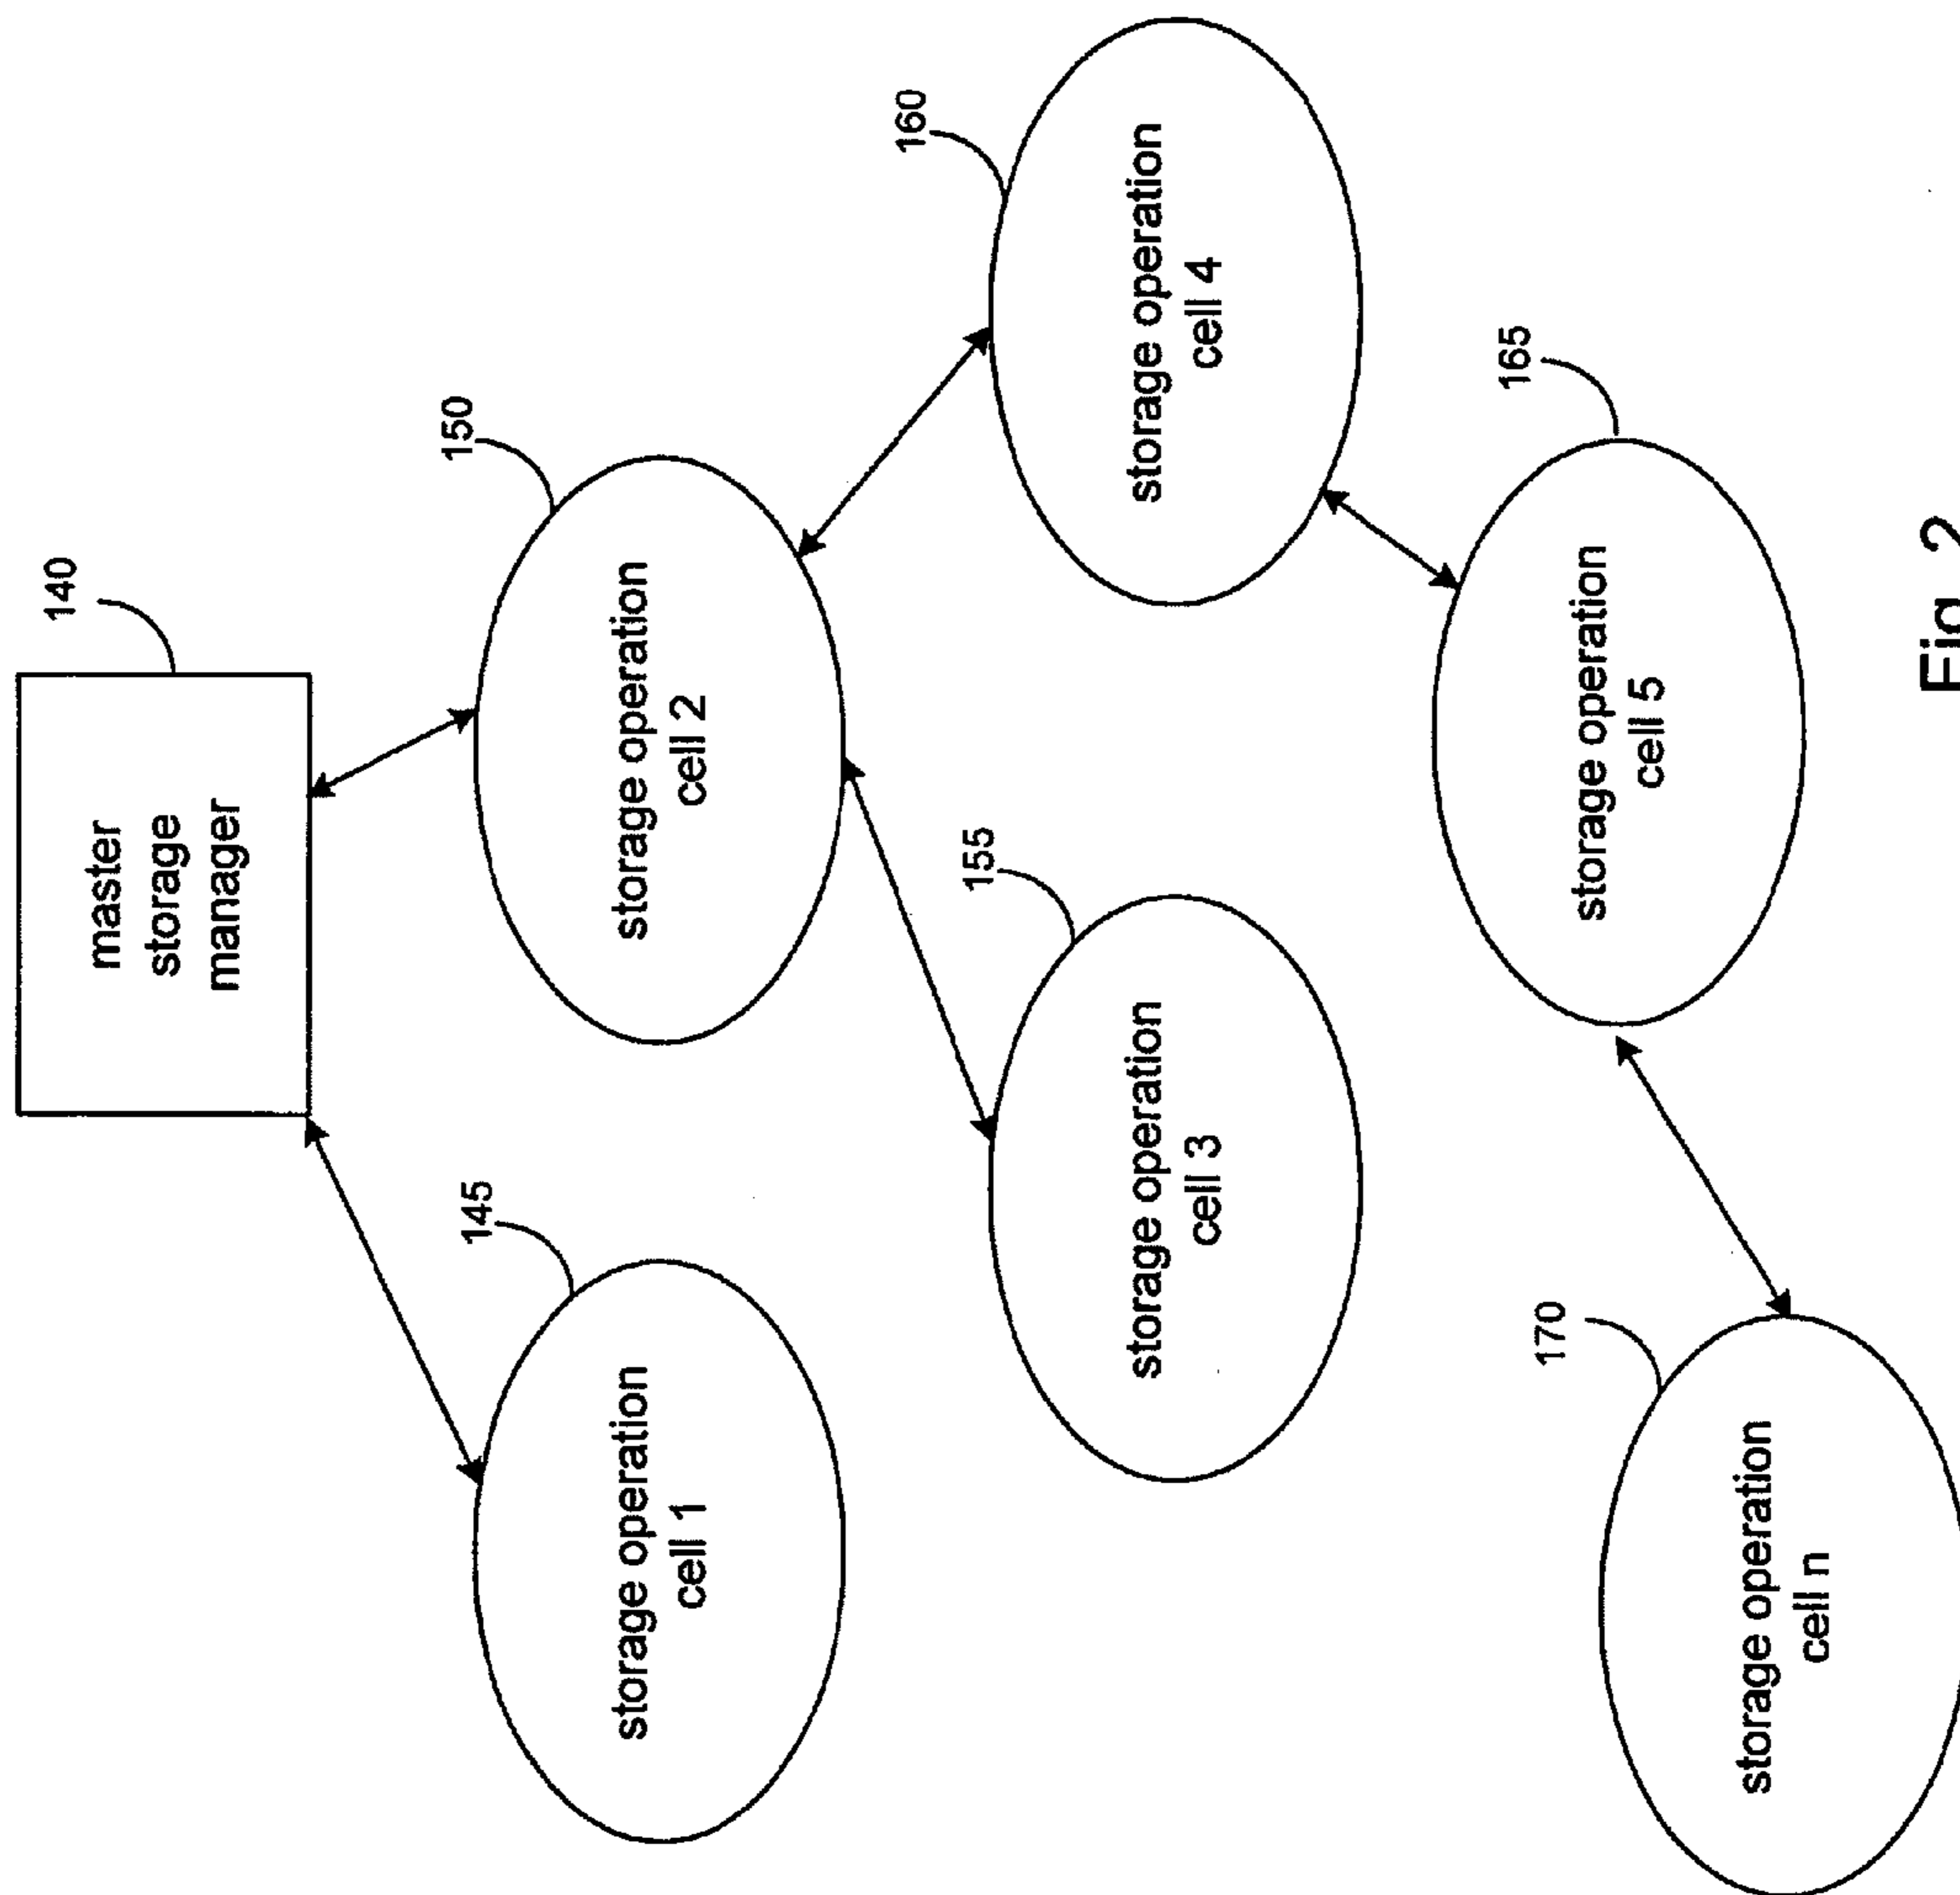 140
master
storage
manager
145
storage operation
cell 1
150
storage operation
cell 2
155
storage operation
cell 3
160
storage operation
cell 4
165
storage operation
cell 5
170
storage operation
cell n
Fig. 2